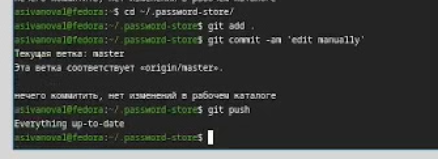 asivanova1@fedora:~$ cd ~/.password-store/
asivanova1@fedora:~/.password-store$ git add .
asivanova1@fedora:~/.password-store$ git commit -am 'edit manually'
Текущая ветка: master
Эта ветка соответствует «origin/master».
нечего коммитить, нет изменений в рабочем каталоге
asivanova1@fedora:~/.password-store$ git push
Everything up-to-date
asivanova1@fedora:~/.password-store$